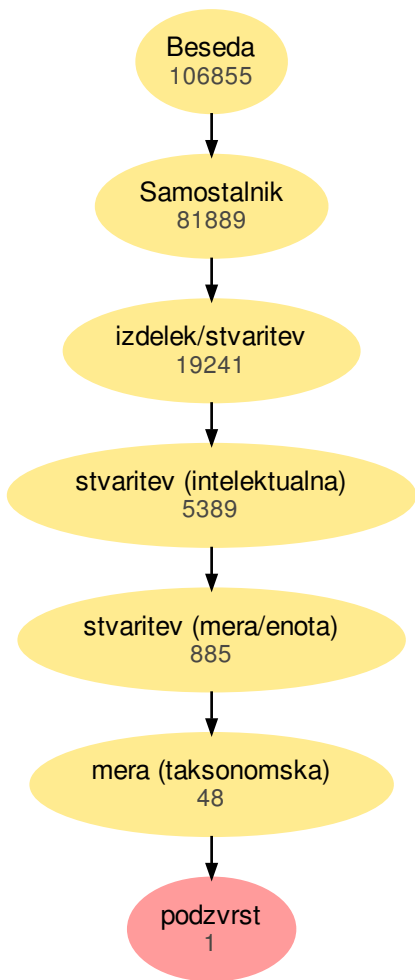 Beseda
106855
Samostalnik
81889
izdelek/stvaritev
19241
stvaritev (intelektualna)
5389
stvaritev (mera/enota)
885
mera (taksonomska)
48
podzvrst
1